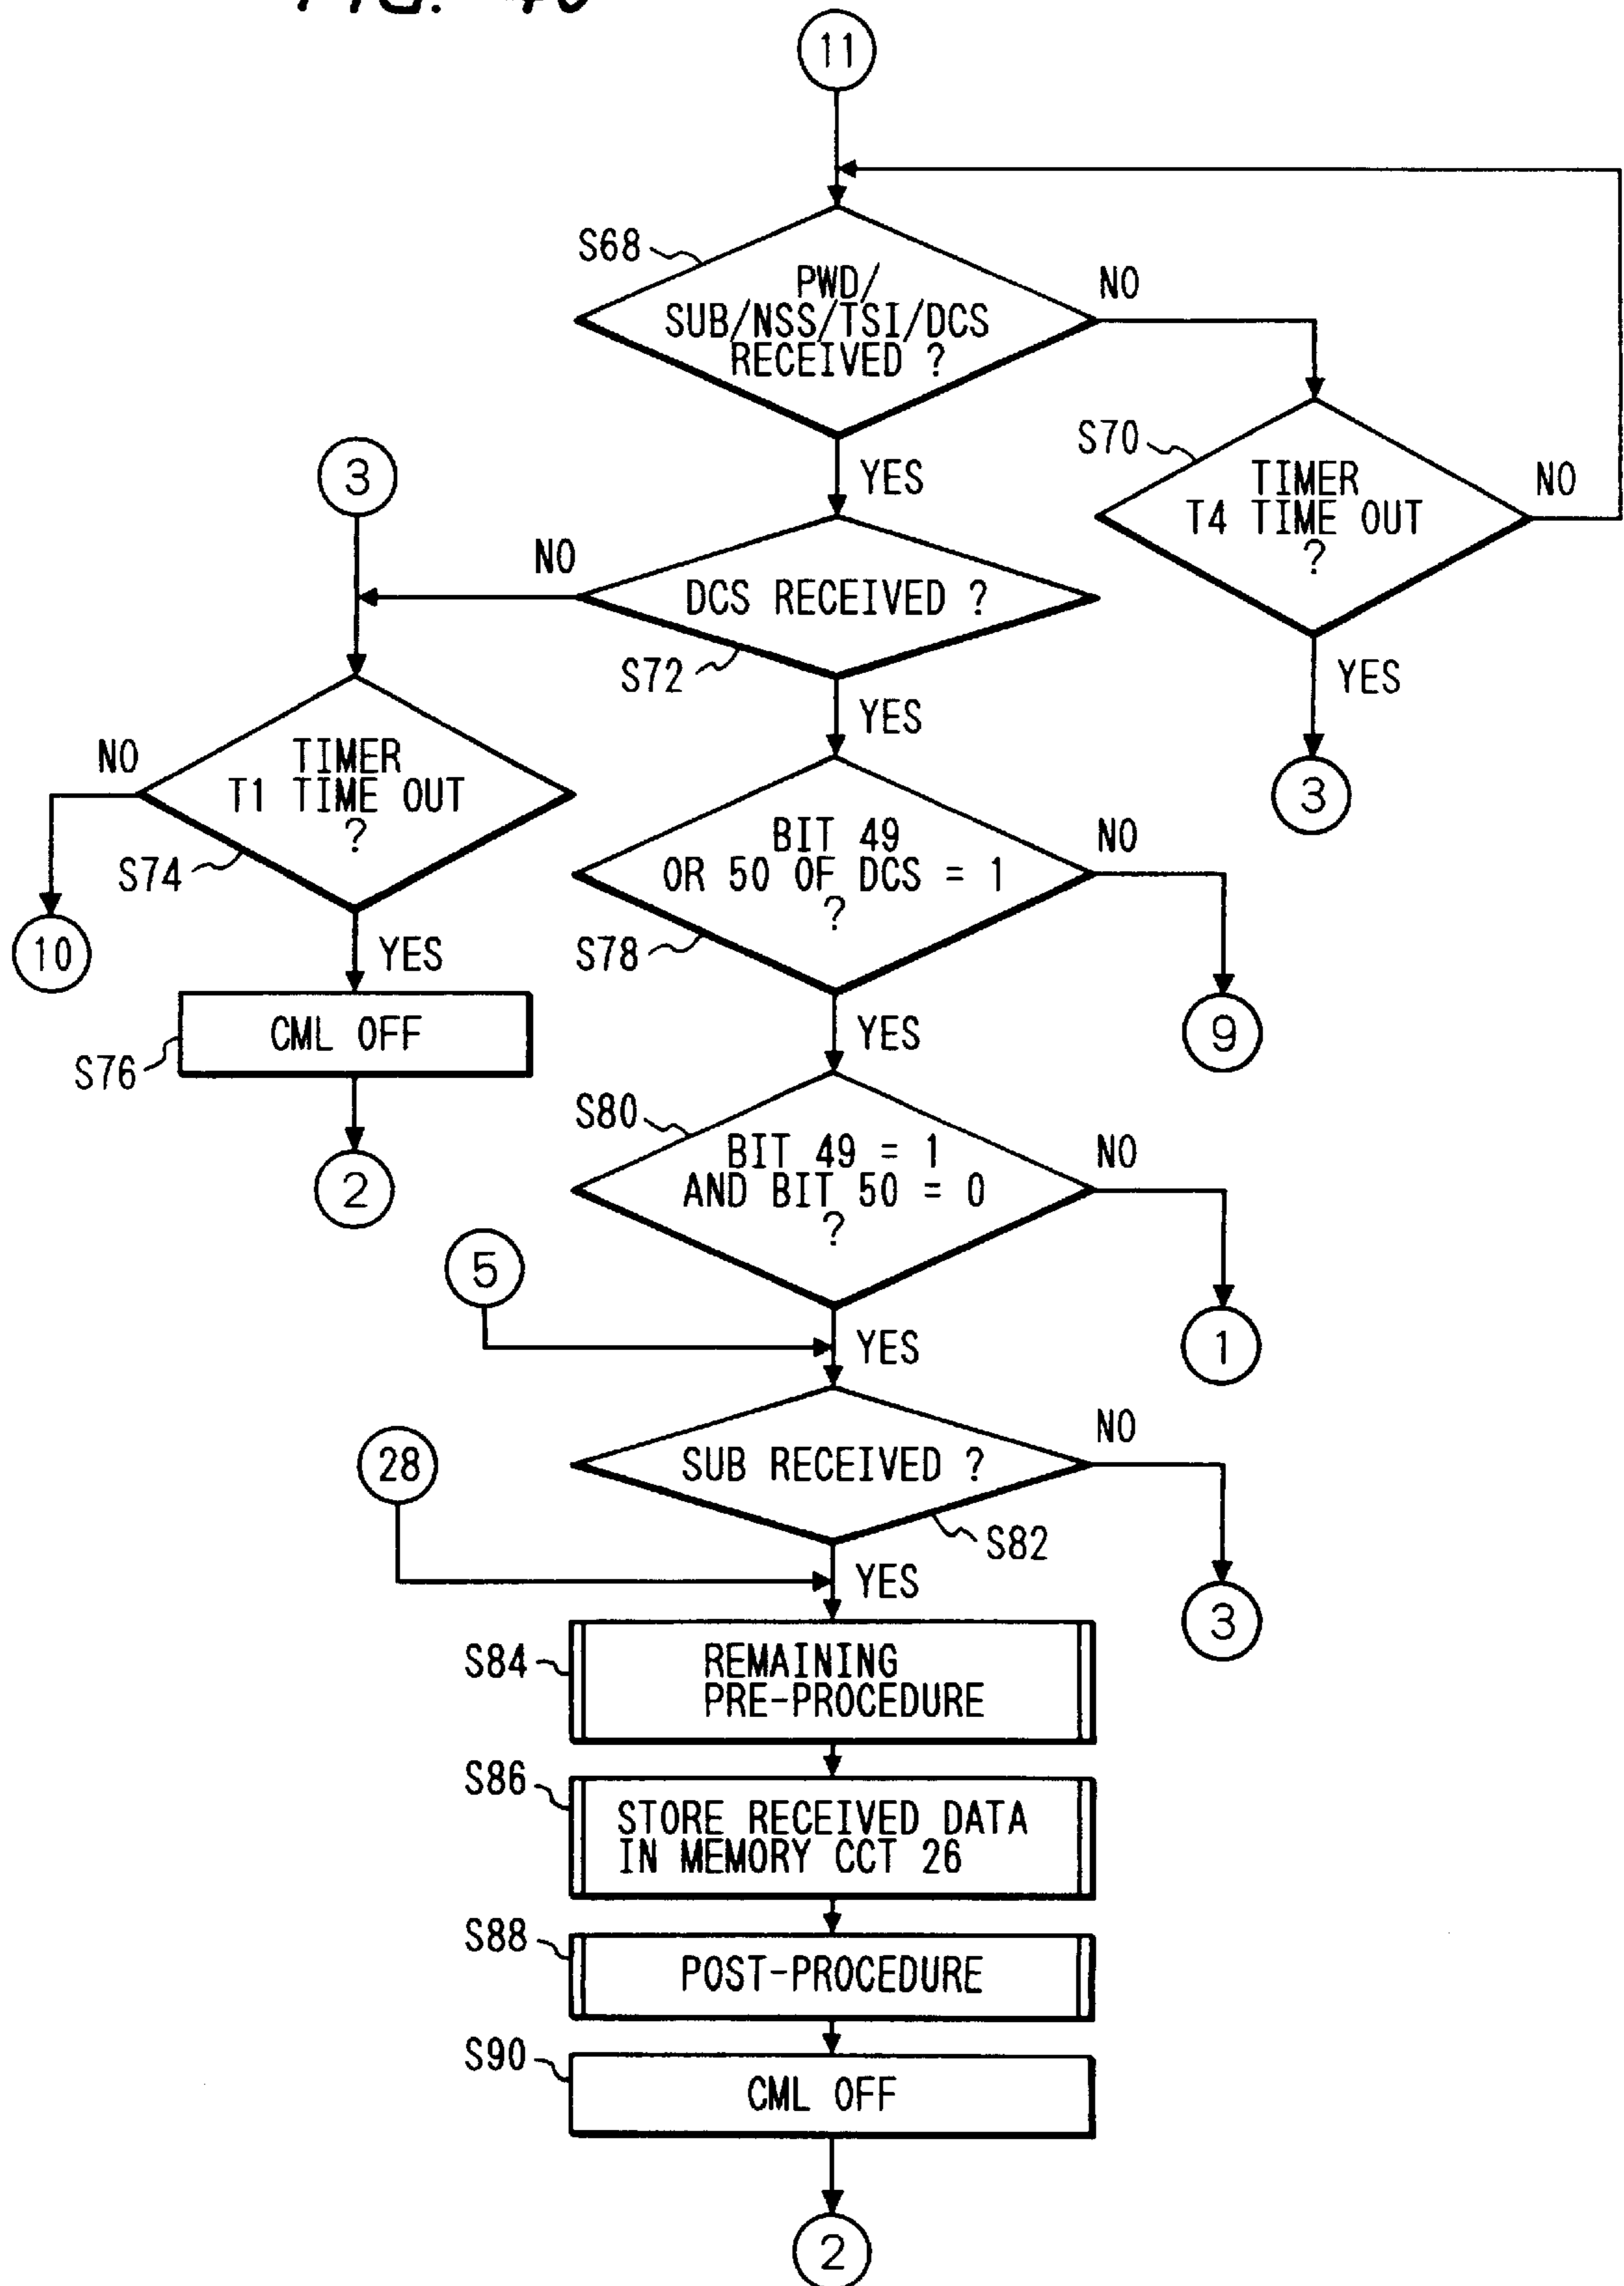 11
S68
PWD/
SUB/NSS/TSI/DCS
RECEIVED ?
NO
YES
S70
TIMER
T4 TIME OUT
?
NO
YES
3
3
DCS RECEIVED ?
NO
S72
YES
TIMER
T1 TIME OUT
?
NO
S74
10
YES
CML OFF
S76
2
BIT 49
OR 50 OF DCS = 1
?
NO
S78
9
YES
S80
BIT 49 = 1
AND BIT 50 = 0
?
NO
1
5
YES
SUB RECEIVED ?
NO
S82
3
28
YES
S84
REMAINING
PRE-PROCEDURE
S86
STORE RECEIVED DATA
IN MEMORY CCT 26
S88
POST-PROCEDURE
S90
CML OFF
2